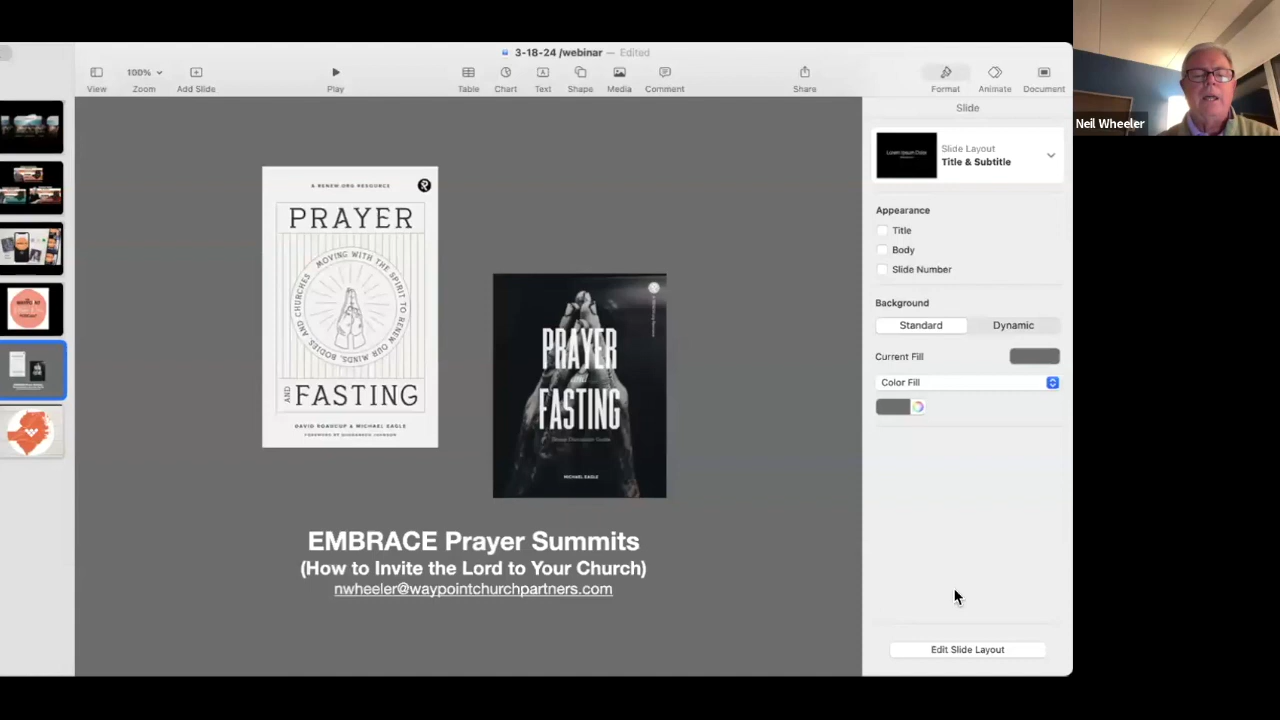 3-18-24 /webinar — Edited
View
100%
Zoom
Add Slide
Play
Table
Chart
Text
Shape
Media
Comment
Share
Format
Animate
Document
Neil Wheeler
Slide
Slide Layout
Title & Subtitle
Appearance
Title
Body
Slide Number
Background
Standard
Dynamic
Current Fill
Color Fill
Edit Slide Layout
A RENEW.ORG RESOURCE
PRAYER
MOVING WITH THE SPIRIT TO RENEW OUR MINDS, BODIES AND CHURCHES
AND FASTING
DAVID ROADCUP & MICHAEL EAGLE
PRAYER
and
FASTING
MICHAEL EAGLE
EMBRACE Prayer Summits
(How to Invite the Lord to Your Church)
nwheeler@waypointchurchpartners.com